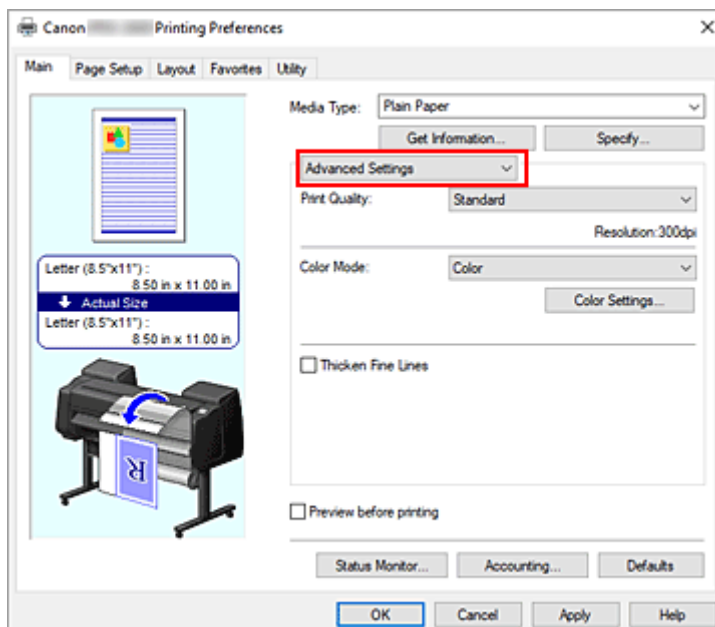 Canon Printing Preferences
Main Page Setup Layout Favorites Utility
Media Type: Plain Paper
Get Information... Specify...
Advanced Settings
Print Quality: Standard
Resolution:300dpi
Letter (8.5"x11") :
8.50 in x 11.00 in
Actual Size
Letter (8.5"x11") :
8.50 in x 11.00 in
Color Mode: Color
Color Settings...
Thicken Fine Lines
R
Preview before printing
Status Monitor... Accounting... Defaults
OK Cancel Apply Help